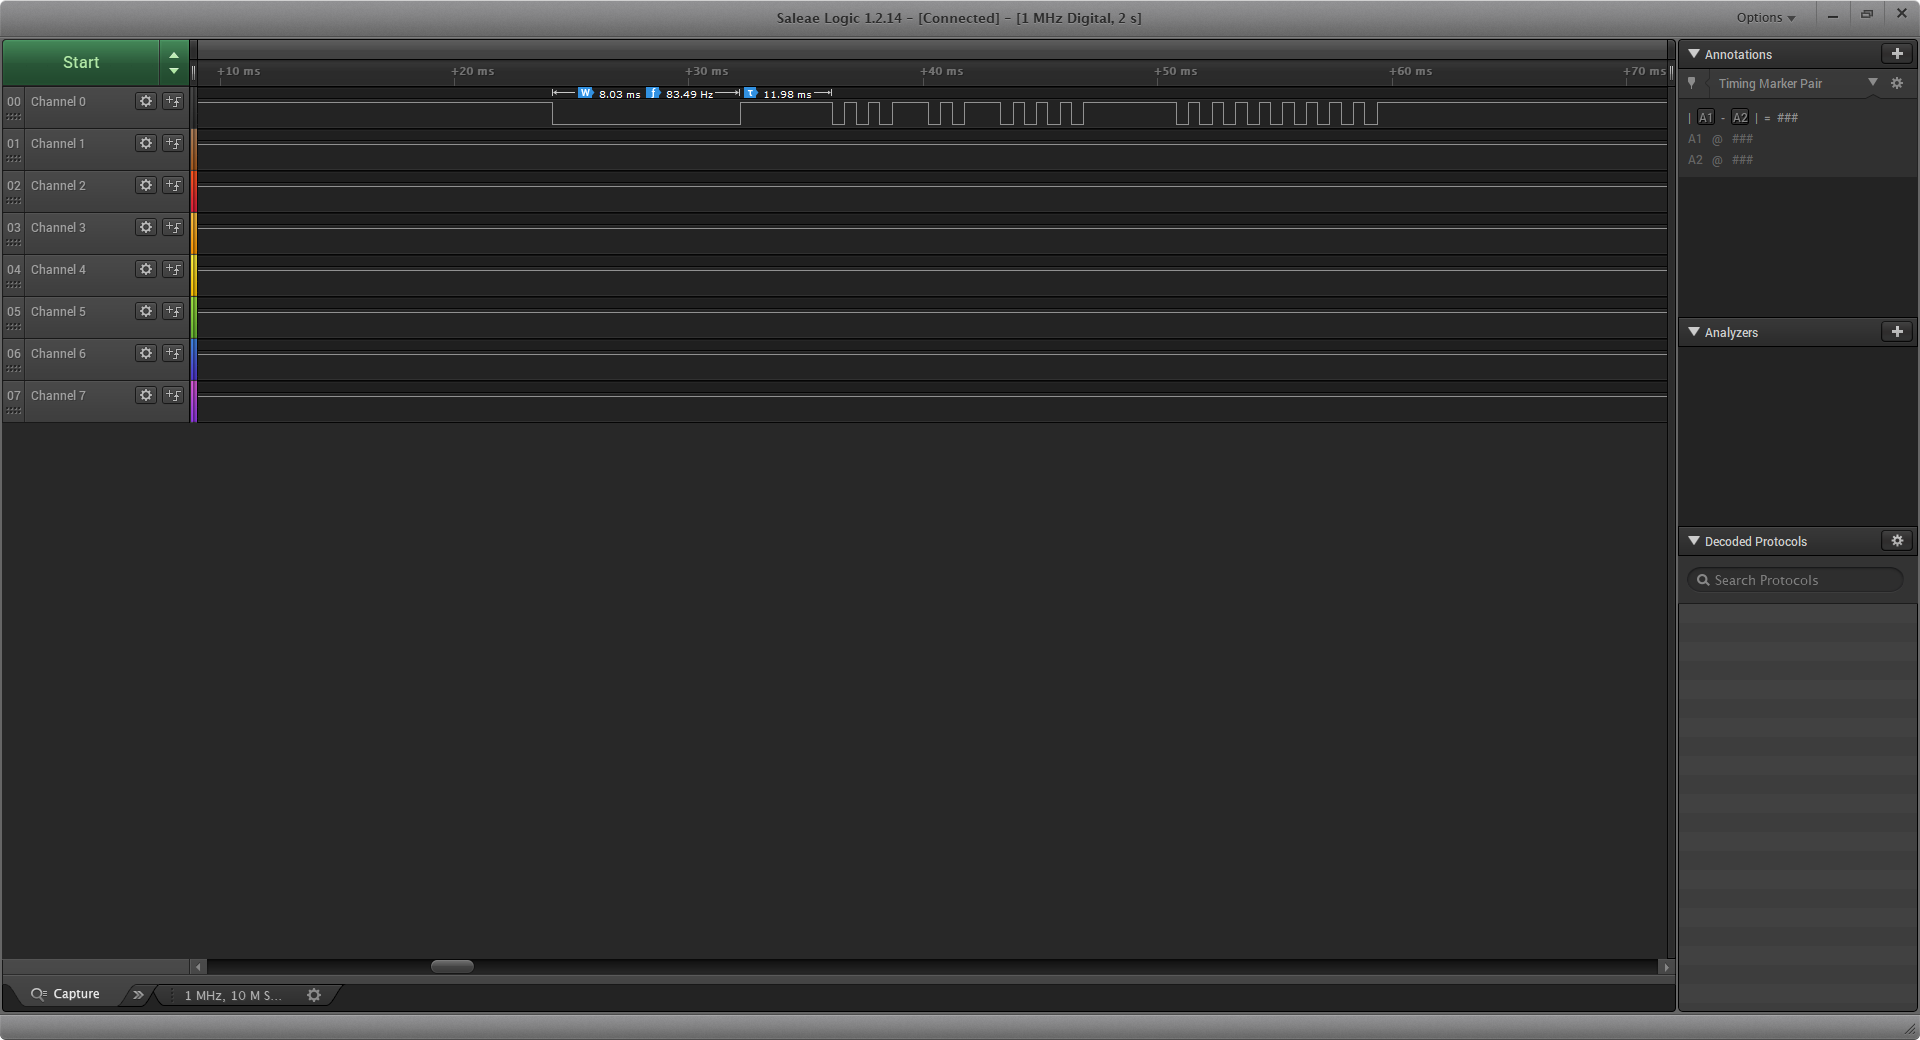 Saleae Logic 1.2.14 - [Connected] - [1 MHz Digital, 2 s]
Options
Start
+10 ms
+20 ms
+30 ms
+40 ms
+50 ms
+60 ms
+70 ms
00 Channel 0
W 8.03 ms f 83.49 Hz T 11.98 ms
01 Channel 1
02 Channel 2
03 Channel 3
04 Channel 4
05 Channel 5
06 Channel 6
07 Channel 7
Annotations
Timing Marker Pair
| A1 - A2 | = ###
A1 @ ###
A2 @ ###
Analyzers
Decoded Protocols
Search Protocols
Capture
1 MHz, 10 M S...